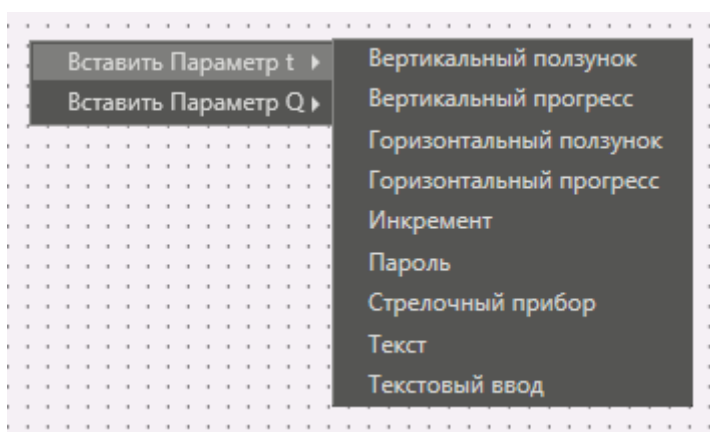 Вставить Параметр t
Вставить Параметр Q
Вертикальный ползунок
Вертикальный прогресс
Горизонтальный ползунок
Горизонтальный прогресс
Инкремент
Пароль
Стрелочный прибор
Текст
Текстовый ввод